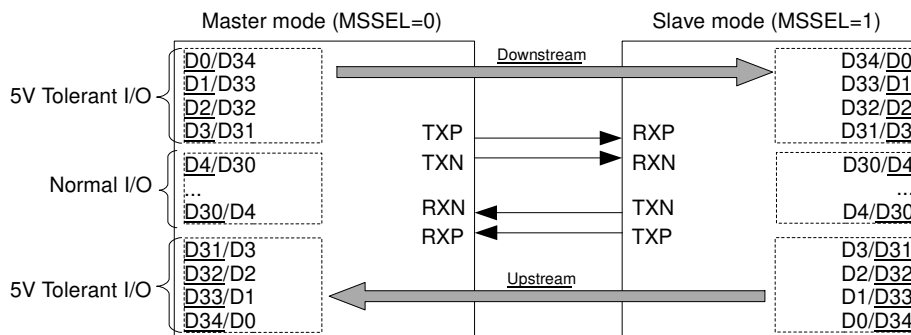 Master mode (MSSEL=0)
Slave mode (MSSEL=1)
5V Tolerant I/O
D0/D34
D1/D33
D2/D32
D3/D31
Downstream
D34/D0
D33/D1
D32/D2
D31/D3
TXP
RXP
TXN
RXN
Normal I/O
D4/D30
...
D30/D4
D30/D4
...
D4/D30
RXN
TXN
RXP
TXP
5V Tolerant I/O
D31/D3
D32/D2
D33/D1
D34/D0
Upstream
D3/D31
D2/D32
D1/D33
D0/D34